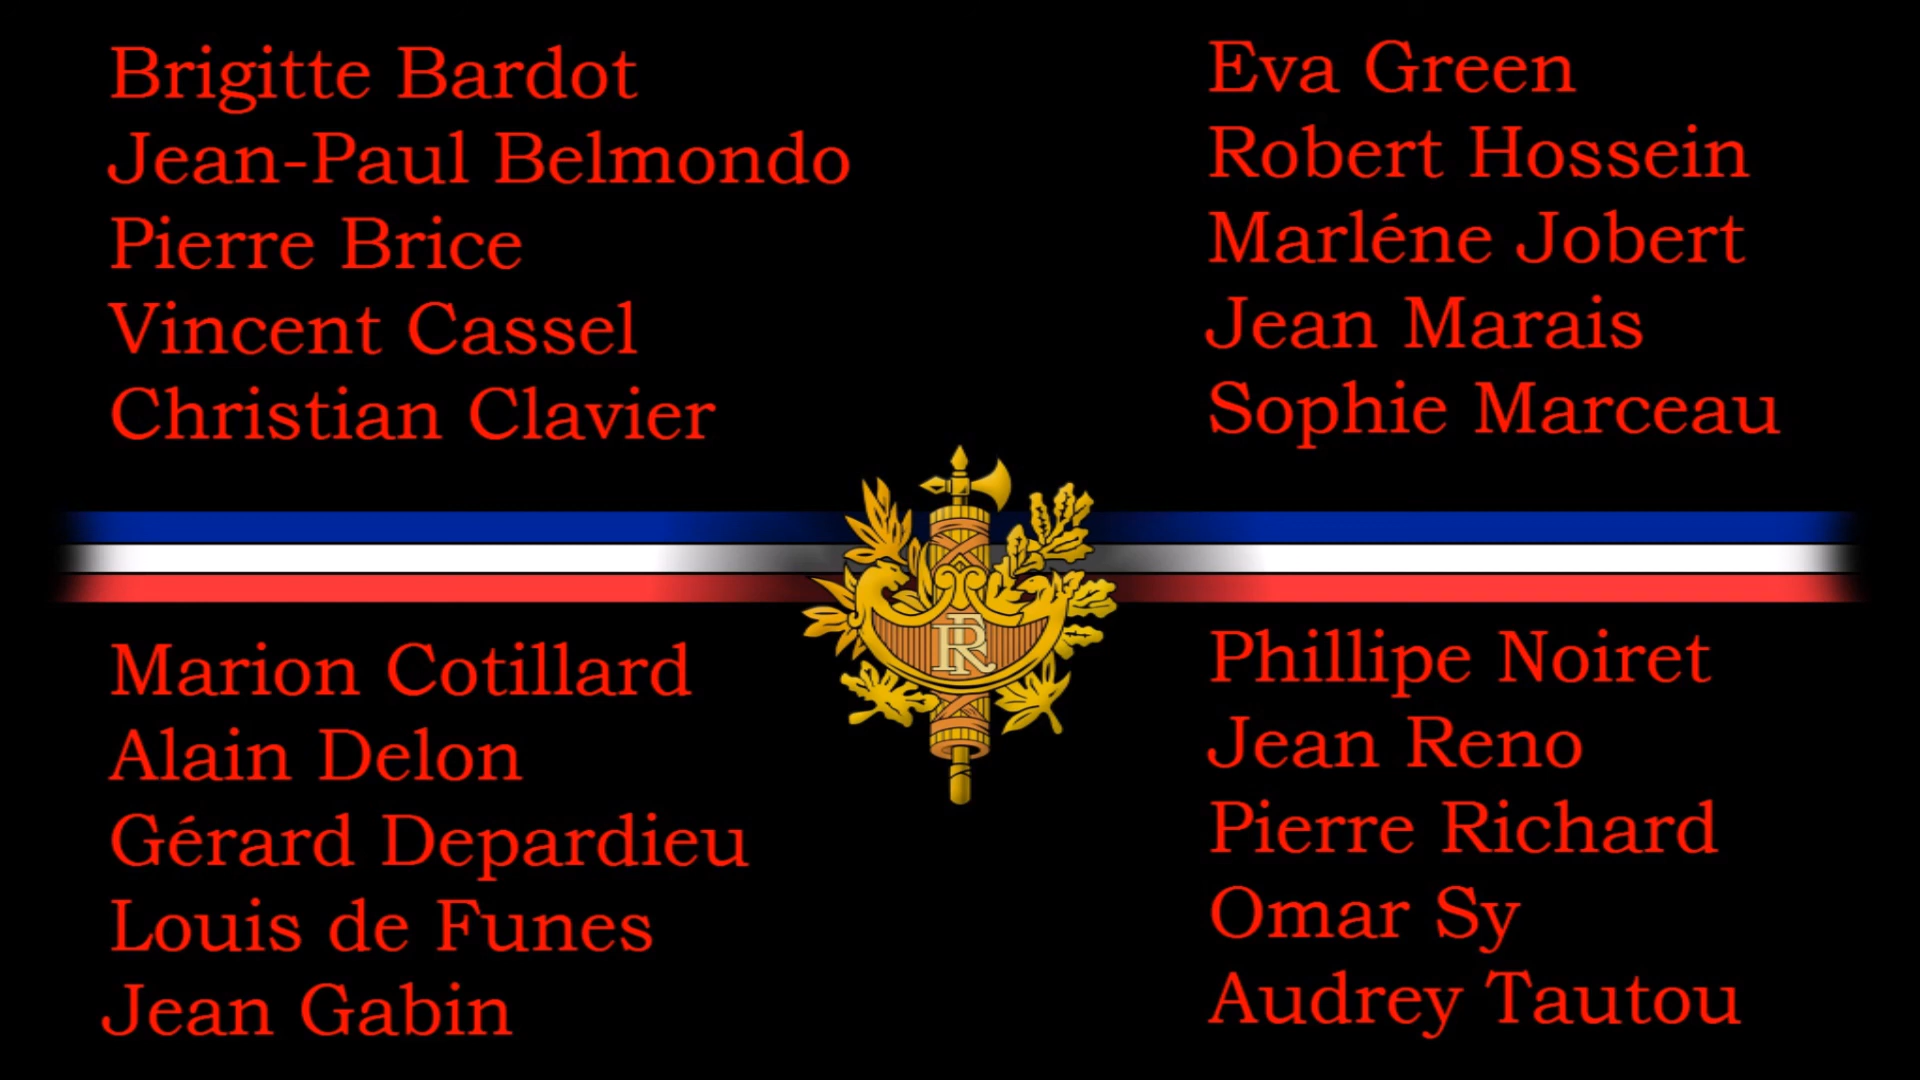 Brigitte Bardot
Jean-Paul Belmondo
Pierre Brice
Vincent Cassel
Christian Clavier
Marion Cotillard
Alain Delon
Gérard Depardieu
Louis de Funes
Jean Gabin
RF
Eva Green
Robert Hossein
Marléne Jobert
Jean Marais
Sophie Marceau
Phillipe Noiret
Jean Reno
Pierre Richard
Omar Sy
Audrey Tautou